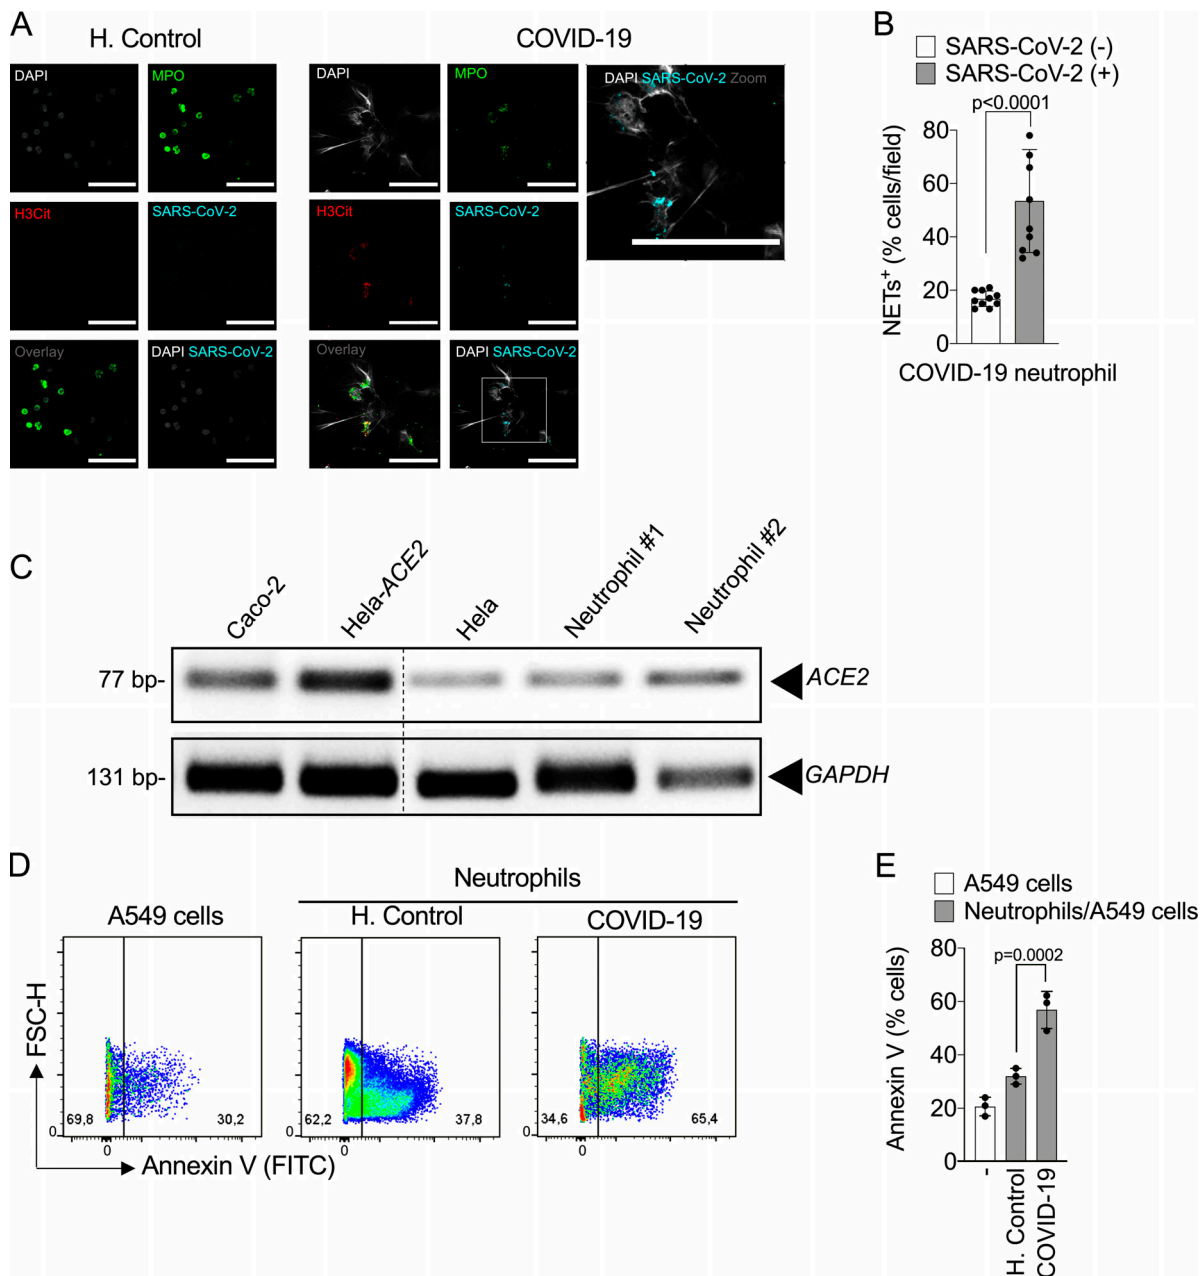 A
H. Control
COVID-19
DAPI
MPO
DAPI
MPO
DAPI SARS-CoV-2 Zoom
H3Cit
SARS-CoV-2
H3Cit
SARS-CoV-2
Overlay
DAPI SARS-CoV-2
Overlay
DAPI SARS-CoV-2
B
SARS-CoV-2 (-)
SARS-CoV-2 (+)
p<0.0001
80
60
40
20
0
NETs+ (% cells/field)
COVID-19 neutrophil
C
Caco-2
Hela-ACE2
Hela
Neutrophil #1
Neutrophil #2
77 bp-
ACE2
131 bp-
GAPDH
D
Neutrophils
A549 cells
H. Control
COVID-19
FSC-H
69,8
30,2
0
0
62,2
37,8
0
0
34,6
65,4
0
0
Annexin V (FITC)
E
A549 cells
Neutrophils/A549 cells
p=0.0002
80
60
40
20
0
Annexin V (% cells)
-
H. Control
COVID-19